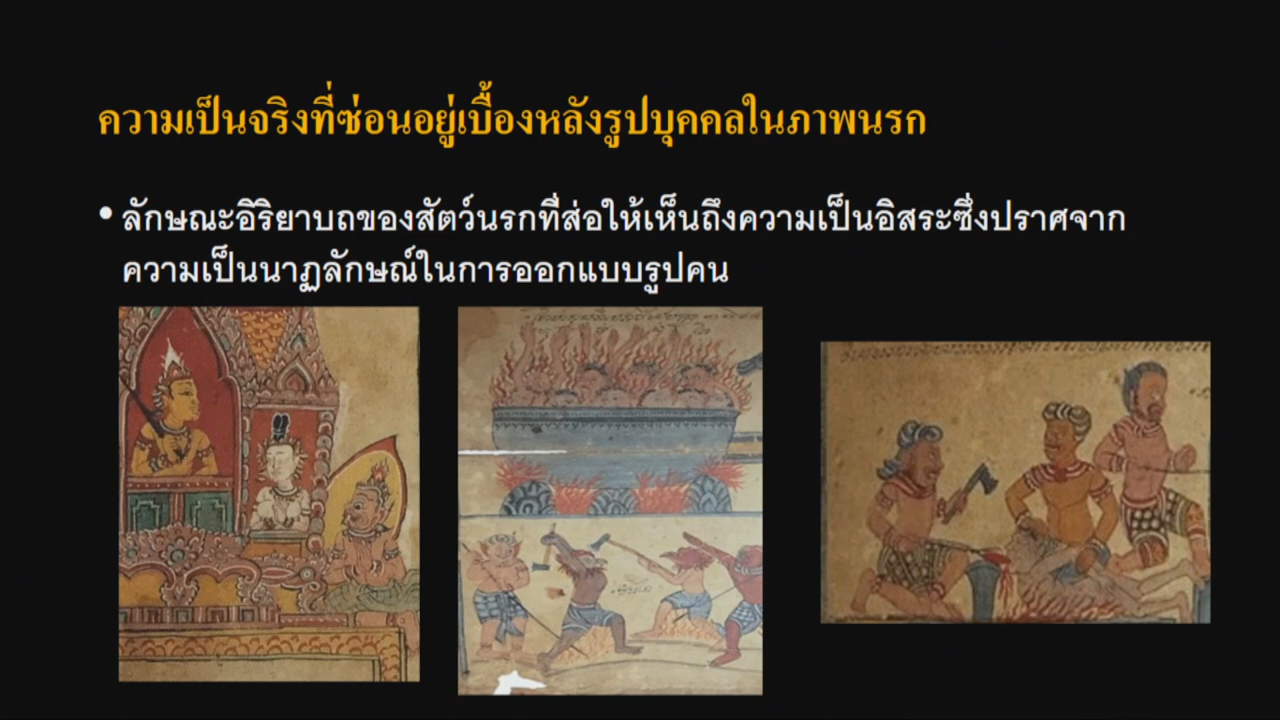 ความเป็นจริงที่ซ่อนอยู่เบื้องหลังรูปบุคคลในภาพนรก
• ลักษณะอิริยาบถของสัตว์นรกที่ส่อให้เห็นถึงความเป็นอิสระซึ่งปราศจาก
ความเป็นนาฏลักษณ์ในการออกแบบรูปคน